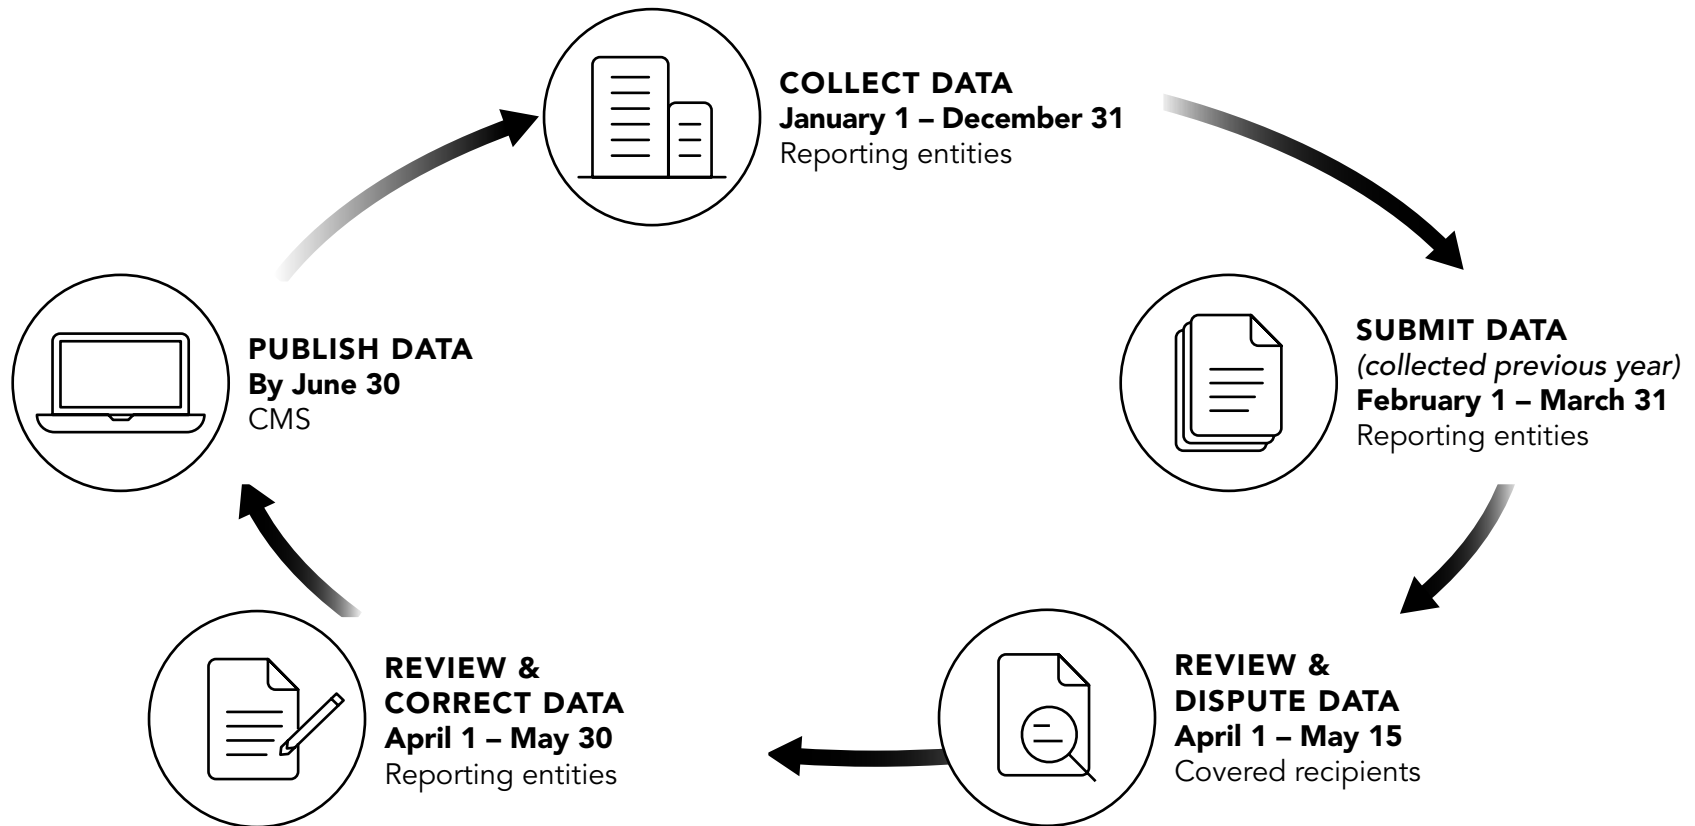 COLLECT DATA
January 1 – December 31
Reporting entities
SUBMIT DATA
(collected previous year)
February 1 – March 31
Reporting entities
REVIEW &
DISPUTE DATA
April 1 – May 15
Covered recipients
REVIEW &
CORRECT DATA
April 1 – May 30
Reporting entities
PUBLISH DATA
By June 30
CMS